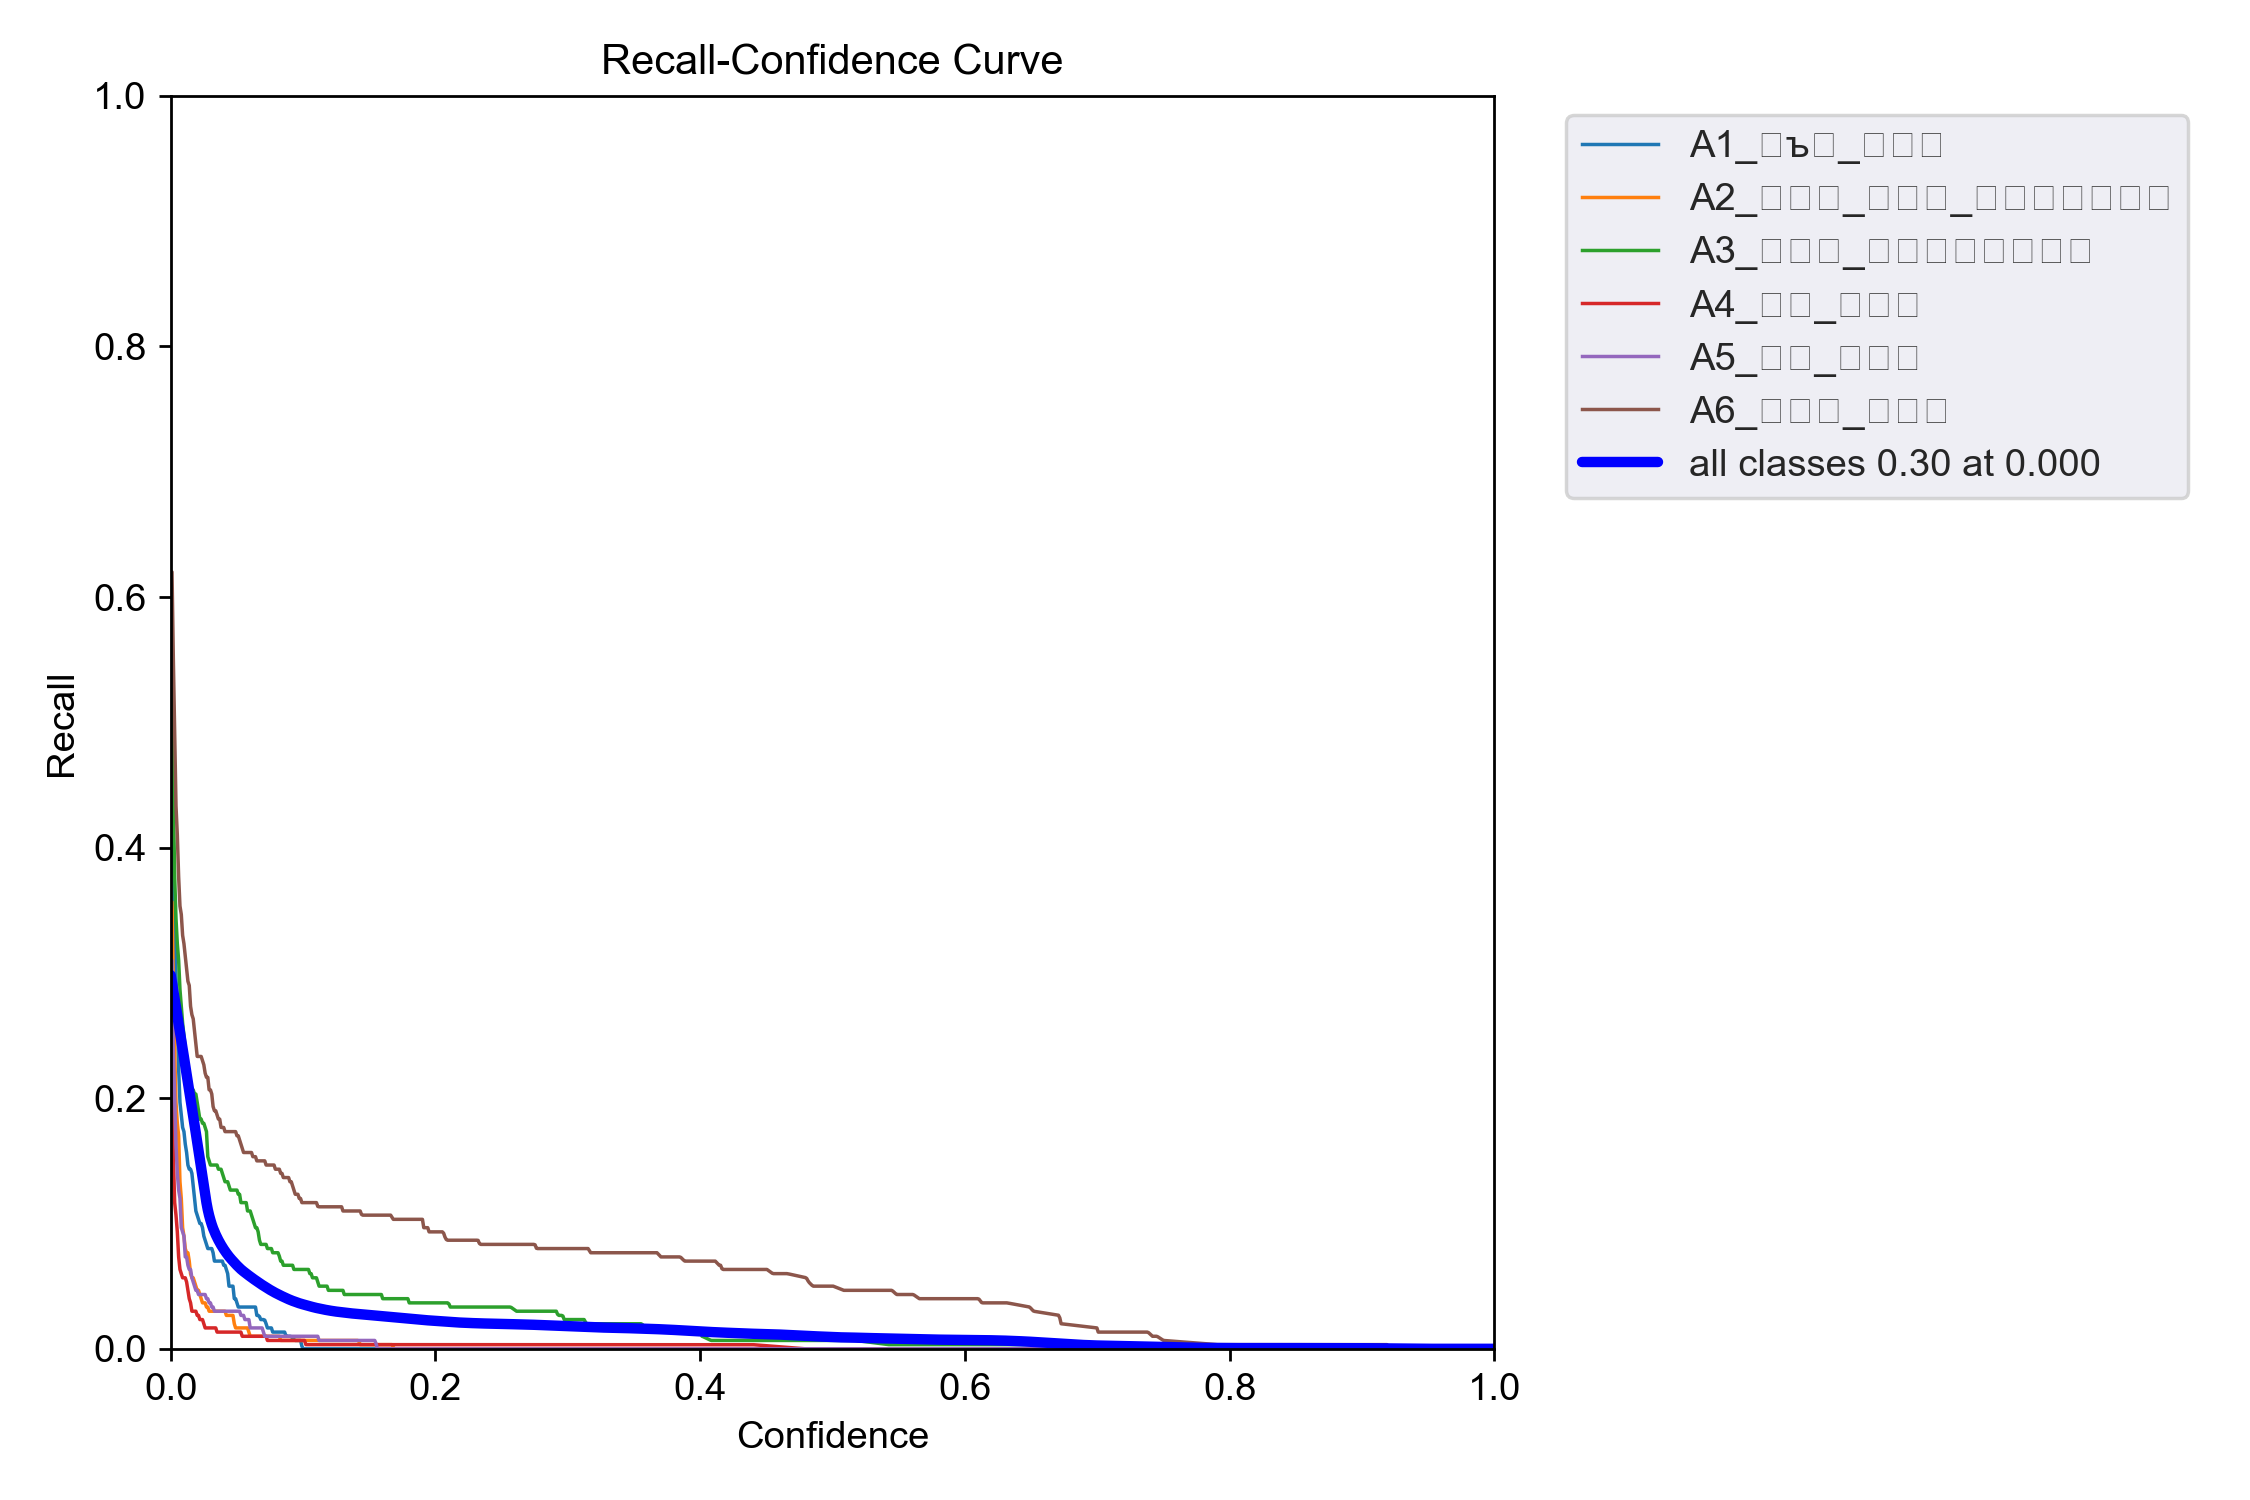 Recall-Confidence Curve
1.0
0.8
0.6
0.4
0.2
0.0
Recall
0.0 0.2 0.4 0.6 0.8 1.0
Confidence
A1_□ъ□_□□□
A2_□□□_□□□_□□□□□□□
A3_□□□_□□□□□□□□
A4_□□_□□□
A5_□□_□□□
A6_□□□_□□□
all classes 0.30 at 0.000